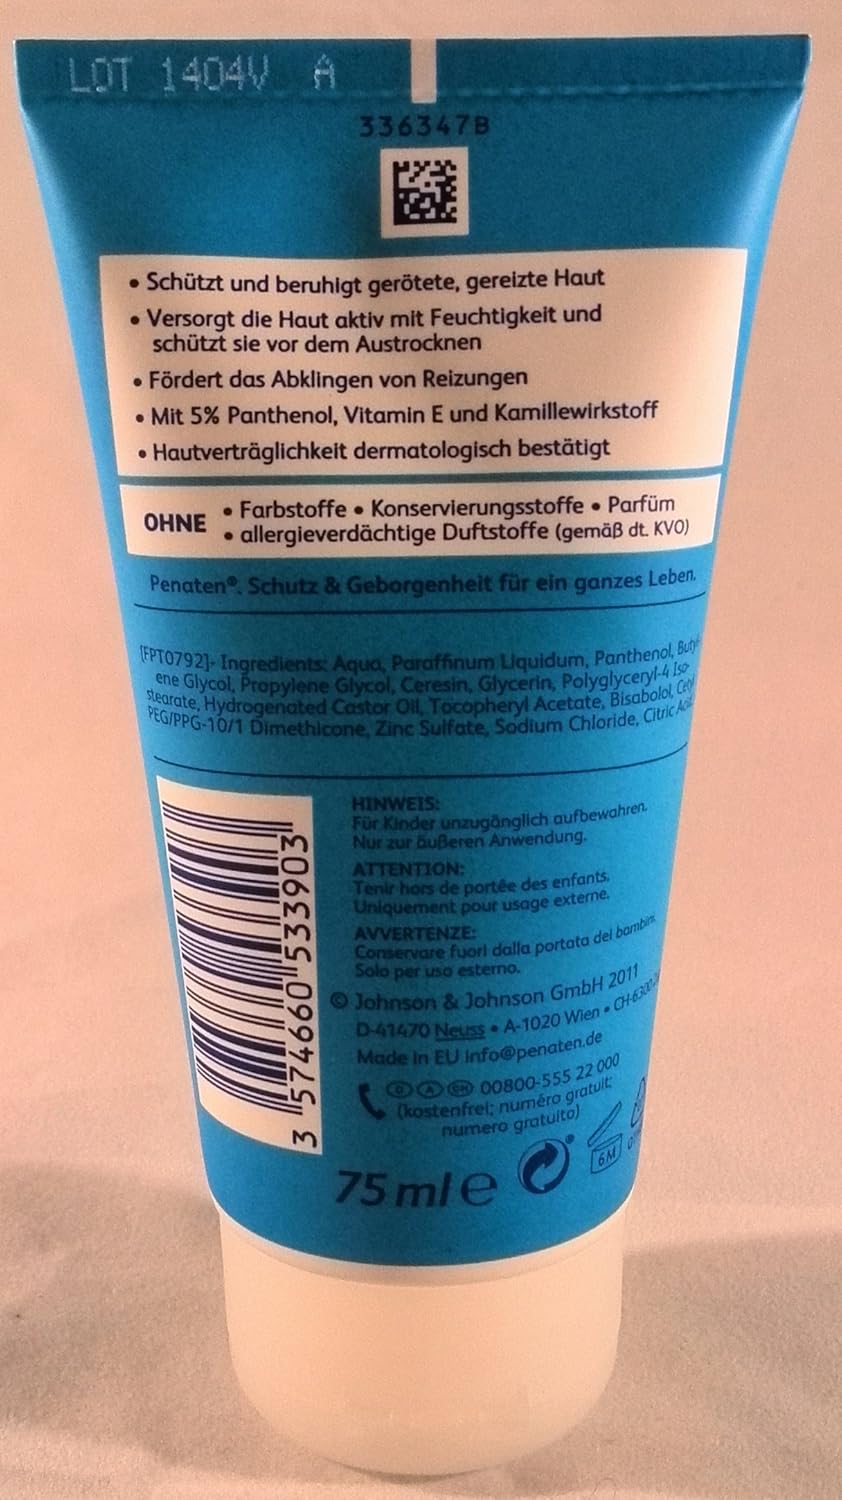 LOT 1404V A
336347B
• Schützt und beruhigt gerötete, gereizte Haut
• Versorgt die Haut aktiv mit Feuchtigkeit und
schützt sie vor dem Austrocknen
• Fördert das Abklingen von Reizungen
• Mit 5% Panthenol, Vitamin E und Kamillewirkstoff
• Hautverträglichkeit dermatologisch bestätigt
OHNE • Farbstoffe • Konservierungsstoffe • Parfüm
• allergieverdächtige Duftstoffe (gemäß dt. KVO)
Penaten®. Schutz & Geborgenheit für ein ganzes Leben.
[FPT0792]- Ingredients: Aqua, Paraffinum Liquidum, Panthenol, Butyl-
ene Glycol, Propylene Glycol, Ceresin, Glycerin, Polyglyceryl-4 Iso-
stearate, Hydrogenated Castor Oil, Tocopheryl Acetate, Bisabolol, Cetyl
PEG/PPG-10/1 Dimethicone, Zinc Sulfate, Sodium Chloride, Citric
HINWEIS:
Für Kinder unzugänglich aufbewahren.
Nur zur äußeren Anwendung.
ATTENTION:
Tenir hors de portée des enfants.
Uniquement pour usage externe.
AVVERTENZE:
Conservare fuori dalla portata dei bambini.
Solo per uso esterno.
© Johnson & Johnson GmbH 2011
D-41470 Neuss • A-1020 Wien •
Made in EU info@penaten.de
D A CH 00800-555 22 000
(kostenfrei; numéro gratuit;
numero gratuito)
3 574660 533903
75 ml e
6M